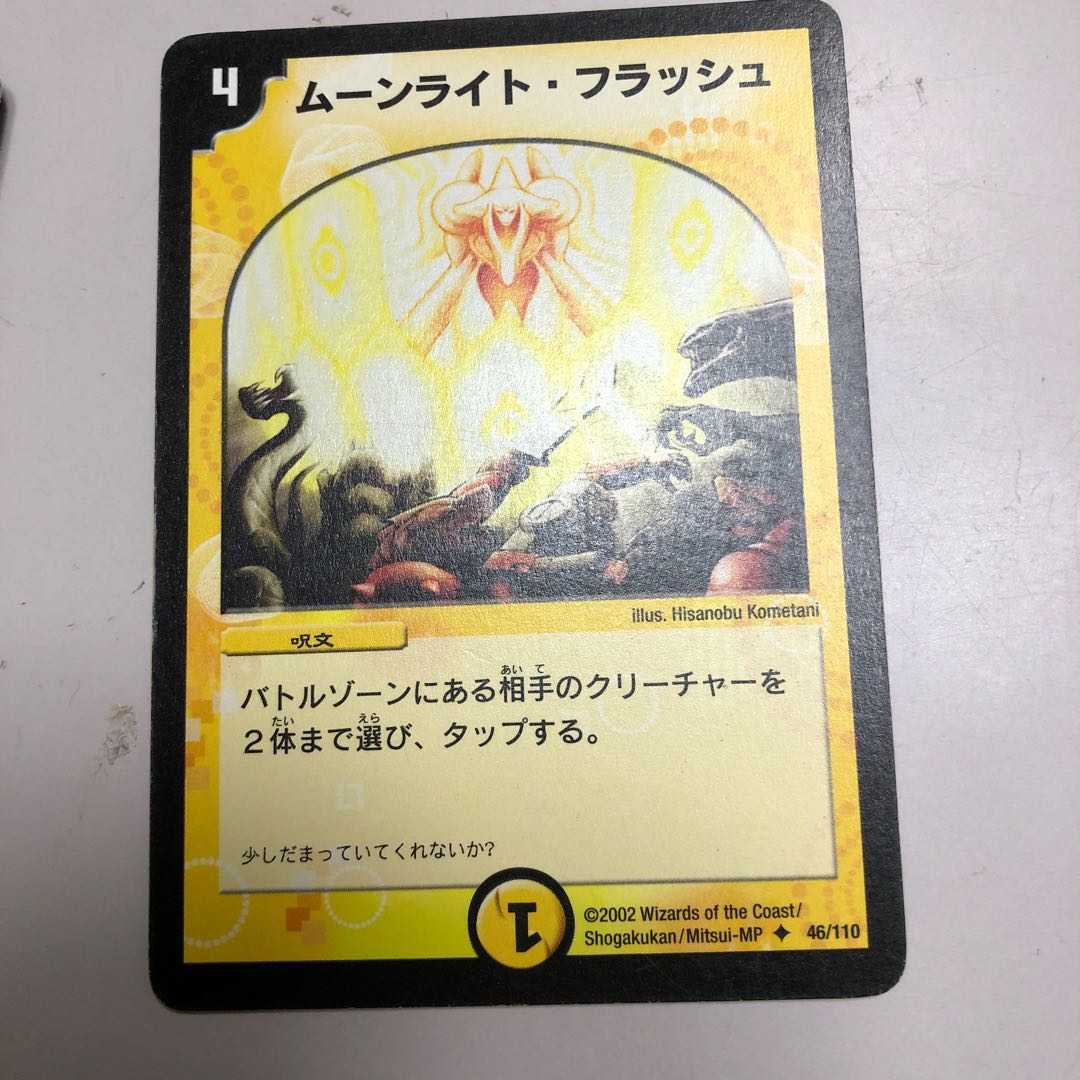 4
ムーンライト・フラッシュ
illus. Hisanobu Kometani
呪文
バトルゾーンにある相手のクリーチャーを
２体まで選び、タップする。
少しだまっていてくれないか?
1
©2002 Wizards of the Coast/
Shogakukan/Mitsui-MP ✦ 46/110